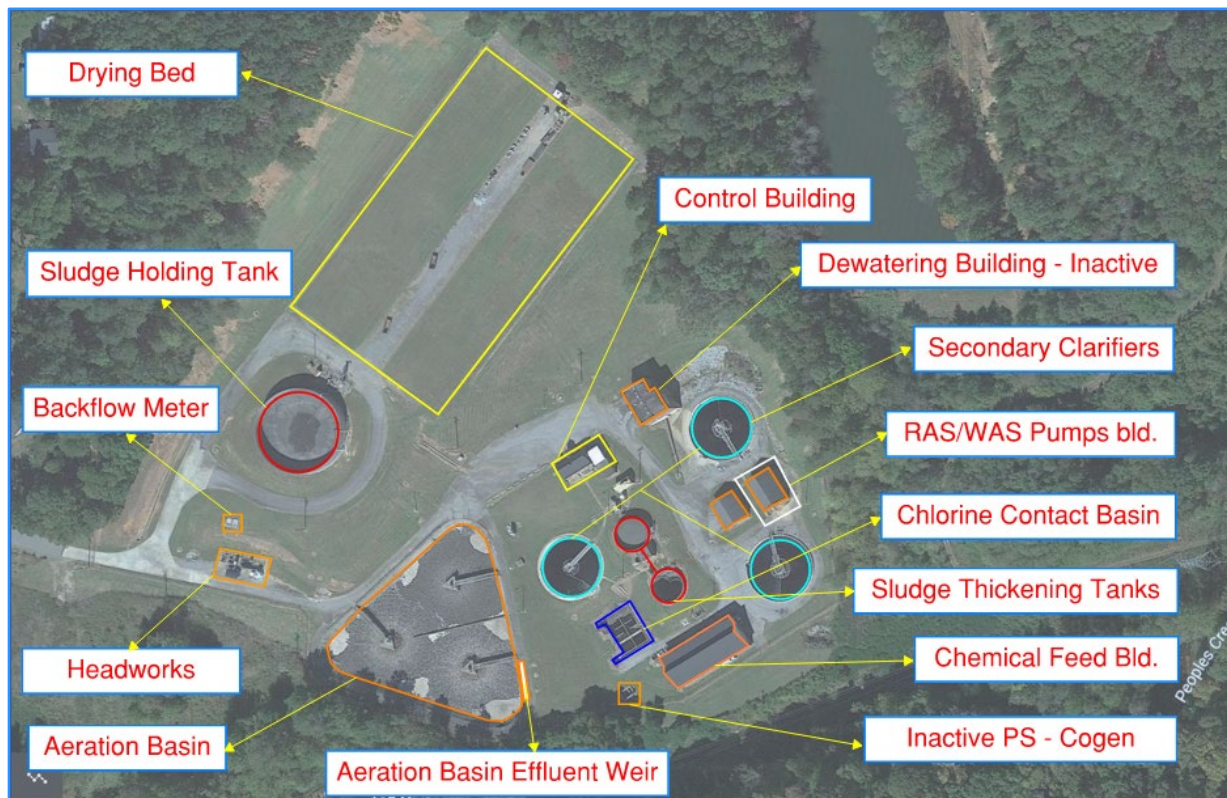 Drying Bed
Control Building
Sludge Holding Tank
Dewatering Building - Inactive
Secondary Clarifiers
Backflow Meter
RAS/WAS Pumps bld.
Chlorine Contact Basin
Sludge Thickening Tanks
Headworks
Chemical Feed Bld.
Aeration Basin
Inactive PS - Cogen
Aeration Basin Effluent Weir
Peoples